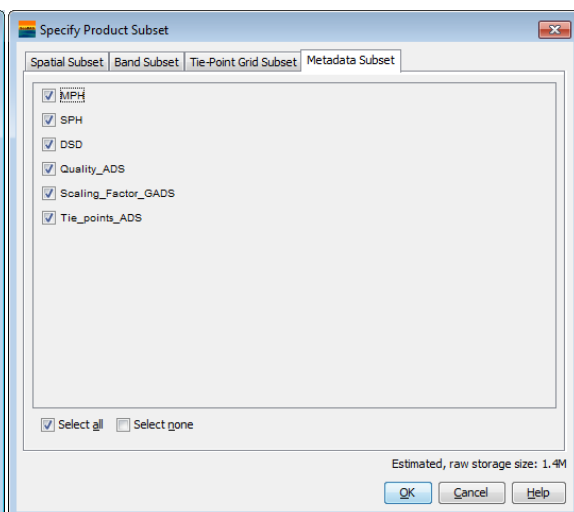 Specify Product Subset
Spatial Subset Band Subset Tie-Point Grid Subset Metadata Subset
MPH
SPH
DSD
Quality_ADS
Scaling_Factor_GADS
Tie_points_ADS
Select all Select none
Estimated, raw storage size: 1.4M
OK Cancel Help